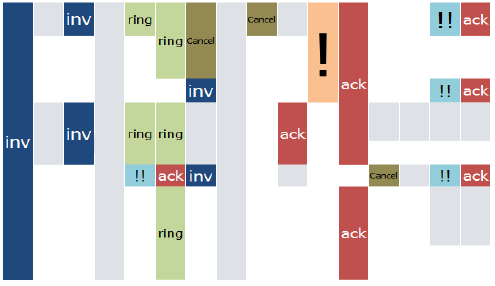 inv ring Cancel !! ack
inv ring Cancel ! ack
inv !! ack
inv inv ring ring ack
!! ack inv Cancel !! ack
ring ack